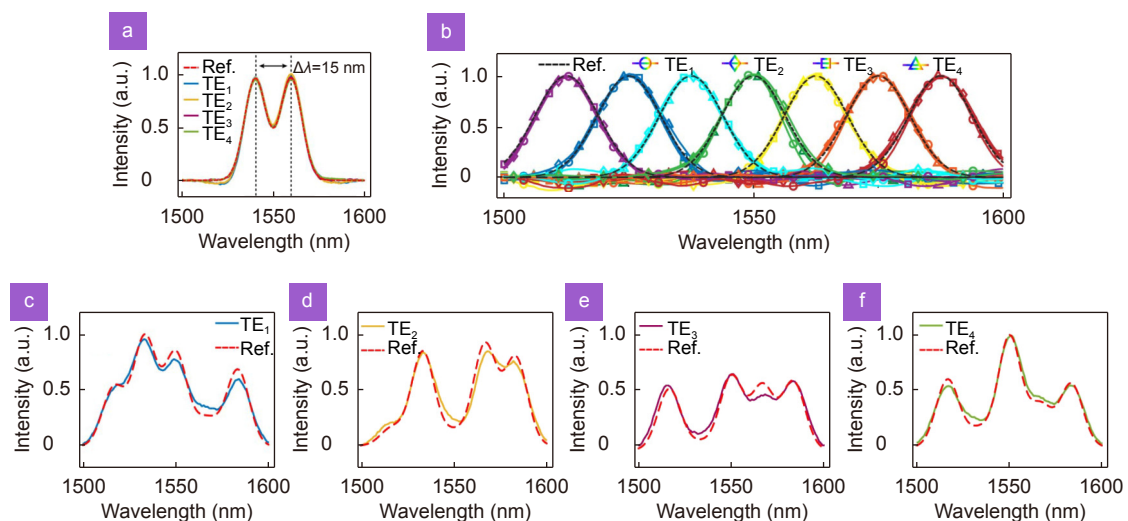 a
Ref.
TE1
TE2
TE3
TE4
Δλ=15 nm
1.0
0.5
0
Intensity (a.u.)
1500 1550 1600
Wavelength (nm)
b
Ref. TE1 TE2 TE3 TE4
1.0
0.5
0
Intensity (a.u.)
1500 1550 1600
Wavelength (nm)
c
TE1
Ref.
1.0
0.5
0
Intensity (a.u.)
1500 1550 1600
Wavelength (nm)
d
TE2
Ref.
1.0
0.5
0
Intensity (a.u.)
1500 1550 1600
Wavelength (nm)
e
TE3
Ref.
1.0
0.5
0
Intensity (a.u.)
1500 1550 1600
Wavelength (nm)
f
TE4
Ref.
1.0
0.5
0
Intensity (a.u.)
1500 1550 1600
Wavelength (nm)